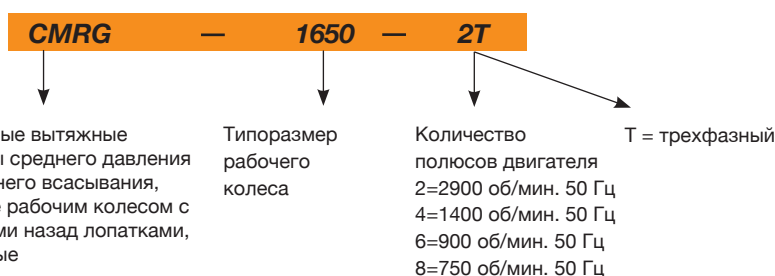 CMRG — 1650 — 2T
ые вытяжные
среднего давления
него всасывания,
рабочим колесом с
назад лопатками,
ые
Типоразмер
рабочего
колеса
Количество
полюсов двигателя
2=2900 об/мин. 50 Гц
4=1400 об/мин. 50 Гц
6=900 об/мин. 50 Гц
8=750 об/мин. 50 Гц
T = трехфазный